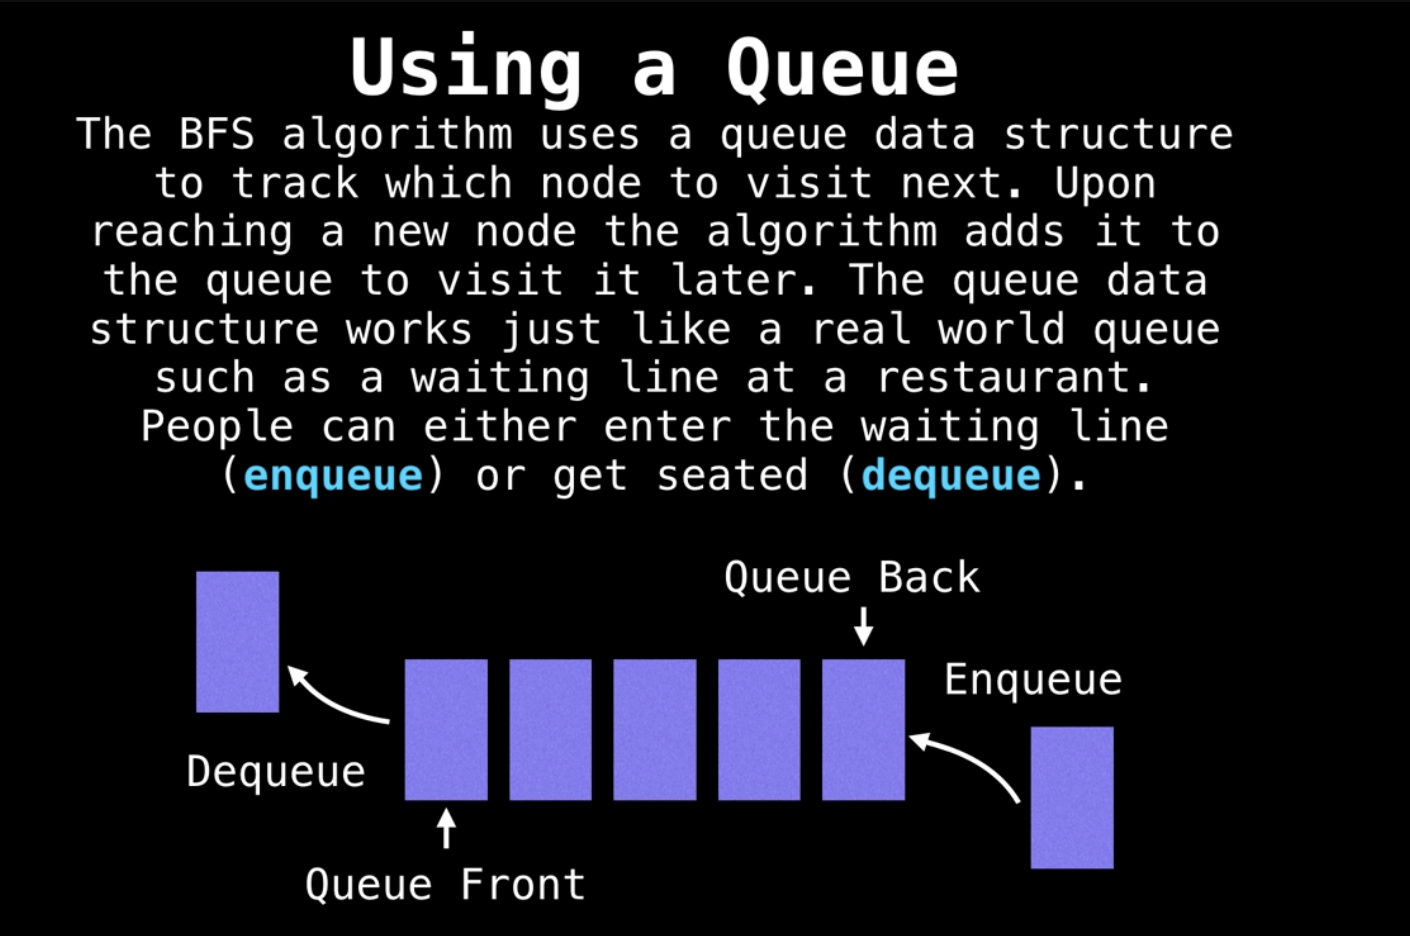 Using a Queue
The BFS algorithm uses a queue data structure
to track which node to visit next. Upon
reaching a new node the algorithm adds it to
the queue to visit it later. The queue data
structure works just like a real world queue
such as a waiting line at a restaurant.
People can either enter the waiting line
(enqueue) or get seated (dequeue).
Queue Back
Enqueue
Dequeue
Queue Front